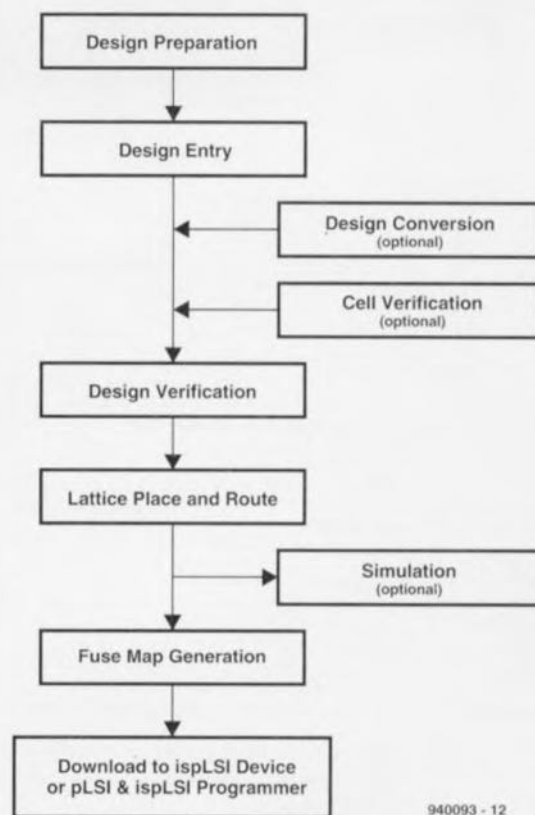 Design Preparation
Design Entry
Design Conversion
(optional)
Cell Verification
(optional)
Design Verification
Lattice Place and Route
Simulation
(optional)
Fuse Map Generation
Download to ispLSI Device
or pLSI & ispLSI Programmer
940093 - 12